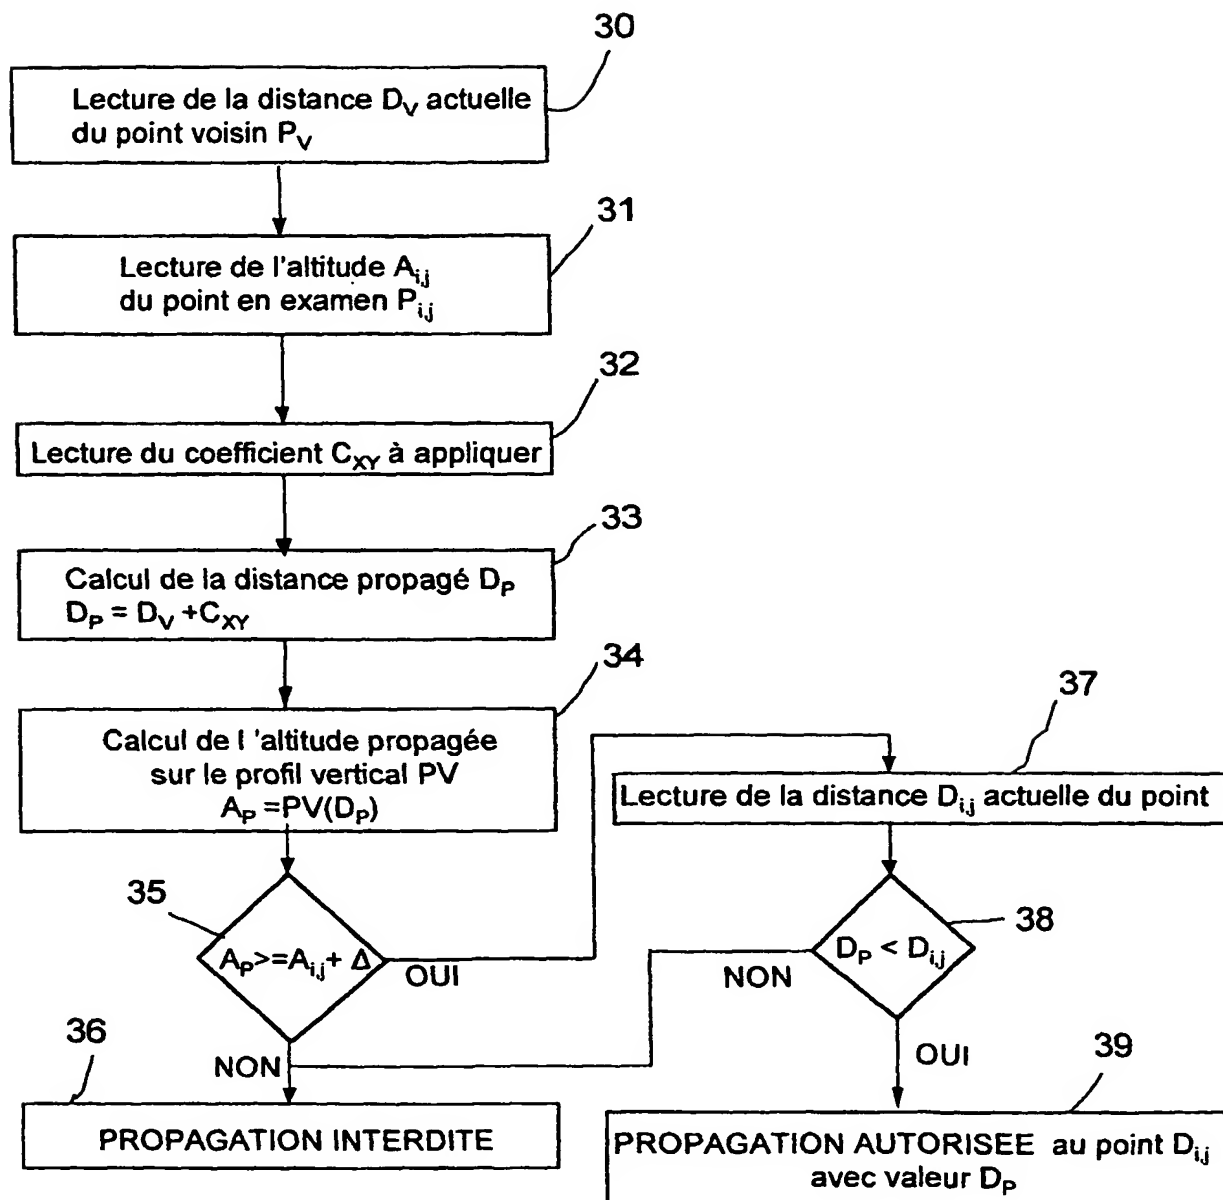 30
Lecture de la distance D_V actuelle
du point voisin P_V
31
Lecture de l'altitude A_i,j
du point en examen P_i,j
32
Lecture du coefficient C_XY à appliquer
33
Calcul de la distance propagé D_P
D_P = D_V +C_XY
34
Calcul de l 'altitude propagée
sur le profil vertical PV
A_P =PV(D_P)
35
A_P>=A_i,j+ Δ
OUI
NON
36
PROPAGATION INTERDITE
37
Lecture de la distance D_i,j actuelle du point
38
D_P < D_i,j
NON
OUI
39
PROPAGATION AUTORISEE au point D_i,j
avec valeur D_P